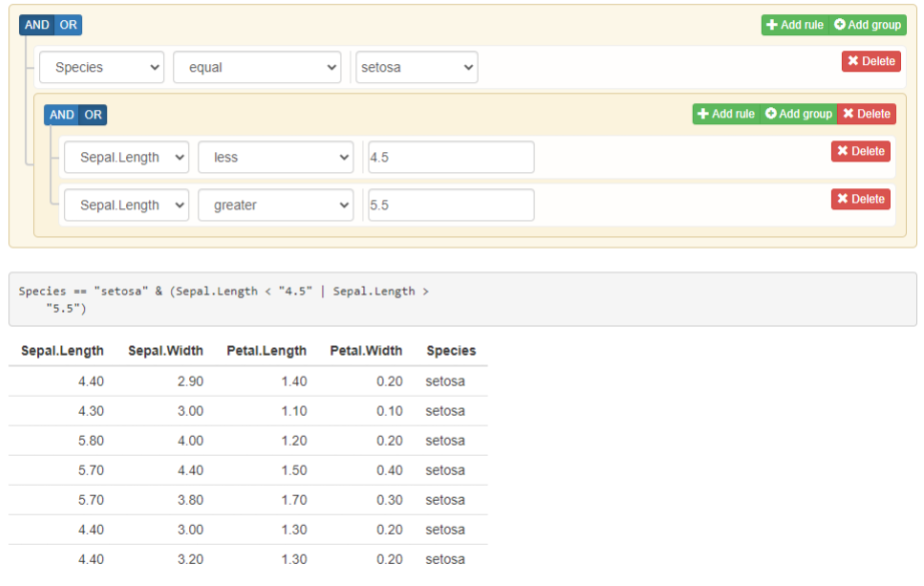 AND OR + Add rule Add group
Species equal setosa Delete
AND OR + Add rule Add group Delete
Sepal.Length less 4.5 Delete
Sepal.Length greater 5.5 Delete
Species == "setosa" & (Sepal.Length < "4.5" | Sepal.Length >
"5.5")
Sepal.Length Sepal.Width Petal.Length Petal.Width Species
4.40 2.90 1.40 0.20 setosa
4.30 3.00 1.10 0.10 setosa
5.80 4.00 1.20 0.20 setosa
5.70 4.40 1.50 0.40 setosa
5.70 3.80 1.70 0.30 setosa
4.40 3.00 1.30 0.20 setosa
4.40 3.20 1.30 0.20 setosa